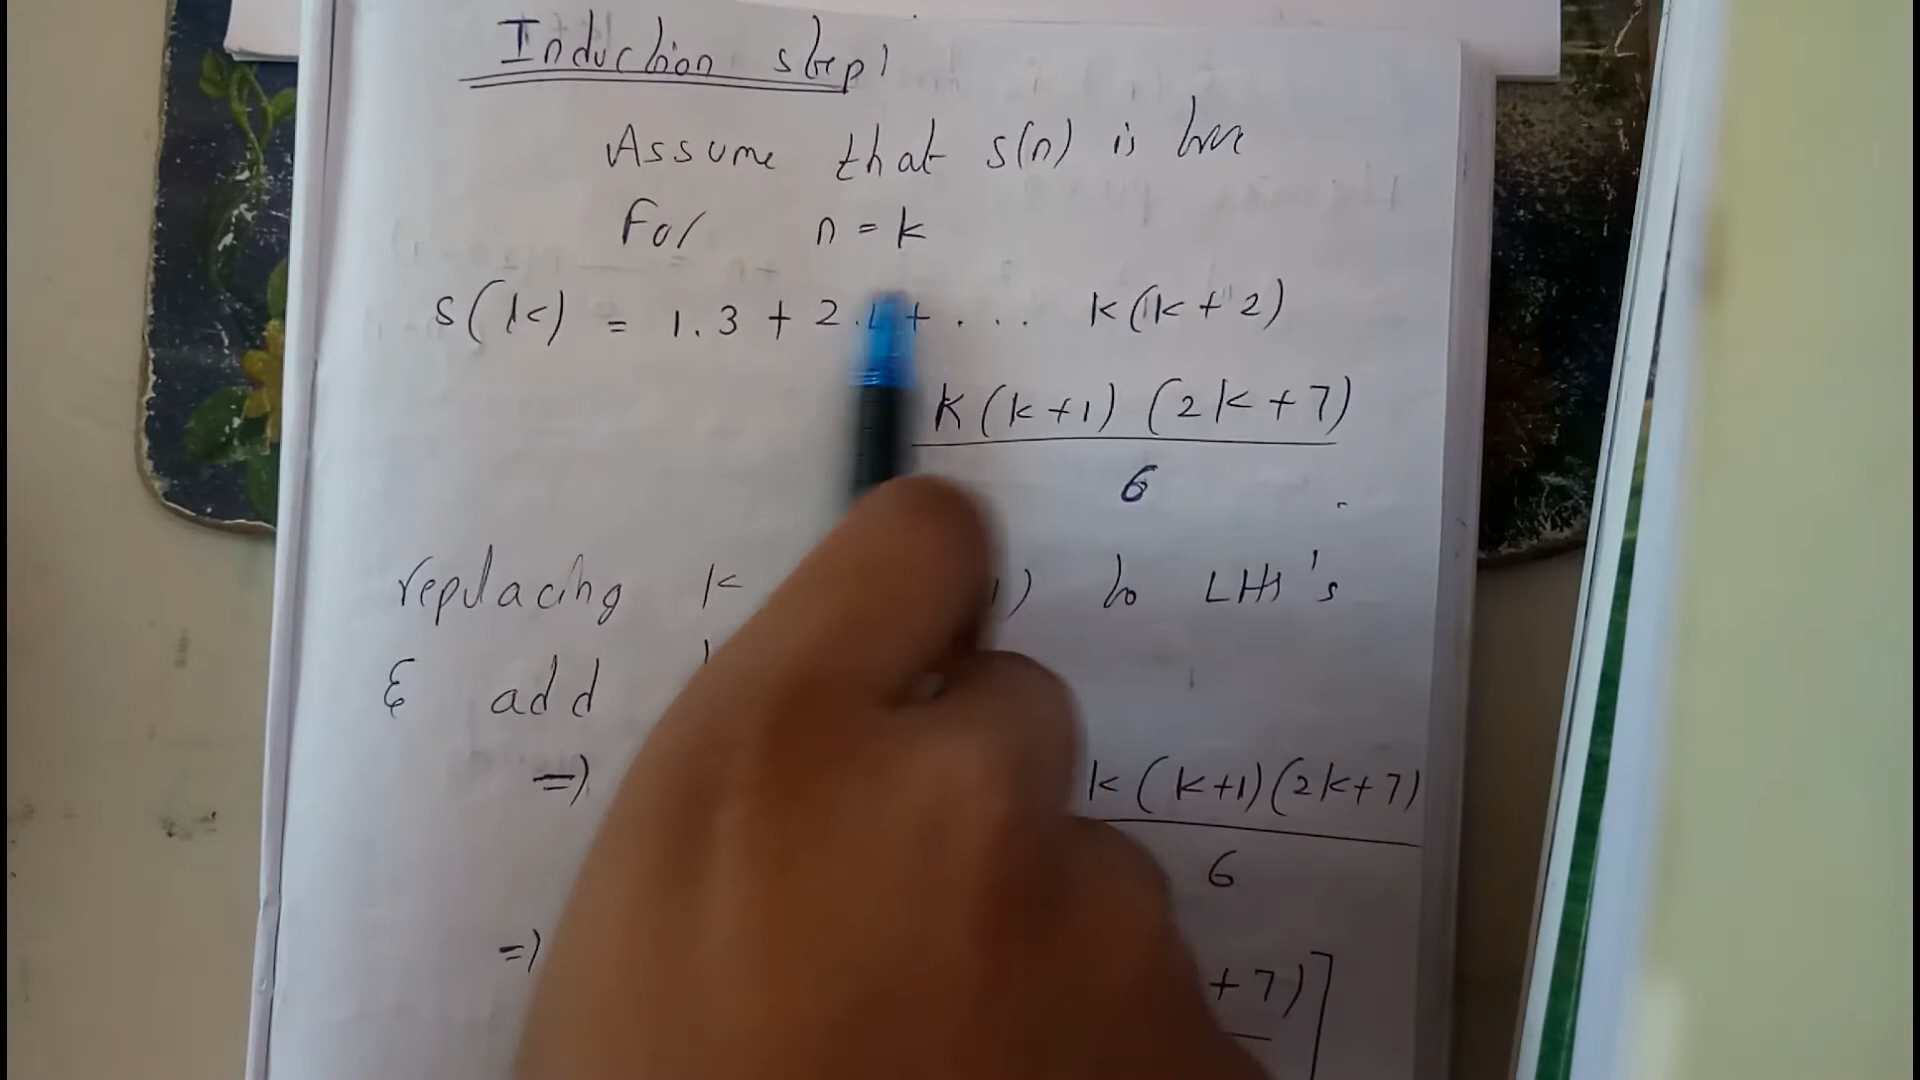 Induction step:
Assume that s(n) is true
For n = k
s(k) = 1.3 + 2. + ... k(k+2)
k(k+1) (2k+7)
6
replacing k 1) to LHS's
& add
=> k(k+1)(2k+7)
6
=> +7)]